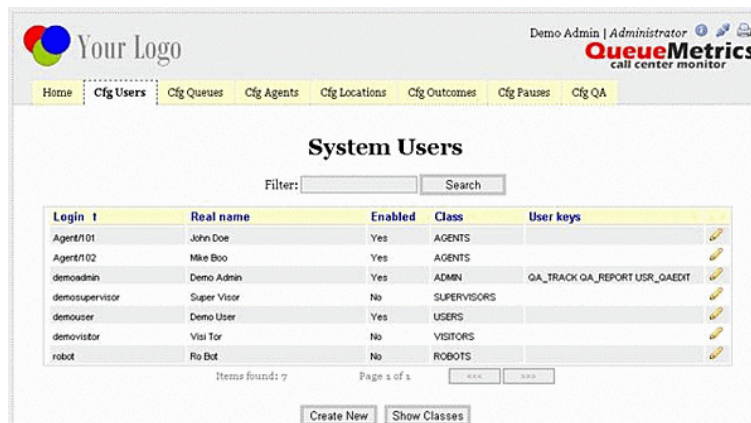 Your Logo
Demo Admin | Administrator
QueueMetrics
call center monitor
Home Cfg Users Cfg Queues Cfg Agents Cfg Locations Cfg Outcomes Cfg Pauses Cfg QA
System Users
Filter: Search
Login ↑ Real name Enabled Class User keys
Agent/101 John Doe Yes AGENTS
Agent/102 Mike Boo Yes AGENTS
demoadmin Demo Admin Yes ADMIN QA_TRACK QA_REPORT USR_QAEDIT
demosupervisor Super Visor No SUPERVISORS
demouser Demo User Yes USERS
demovisitor Visi Tor No VISITORS
robot Ro Bot No ROBOTS
Items found: 7 Page 1 of 1 <<< >>>
Create New Show Classes